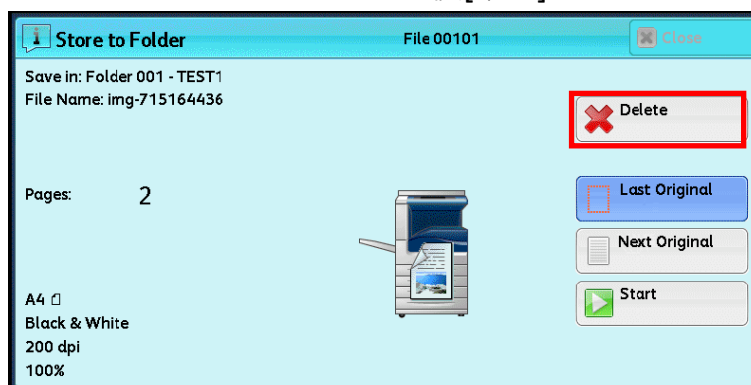 Store to Folder
File 00101
Close
Save in: Folder 001 - TEST1
File Name: img-715164436
Delete
Pages: 2
Last Original
Next Original
Start
A4
Black & White
200 dpi
100%